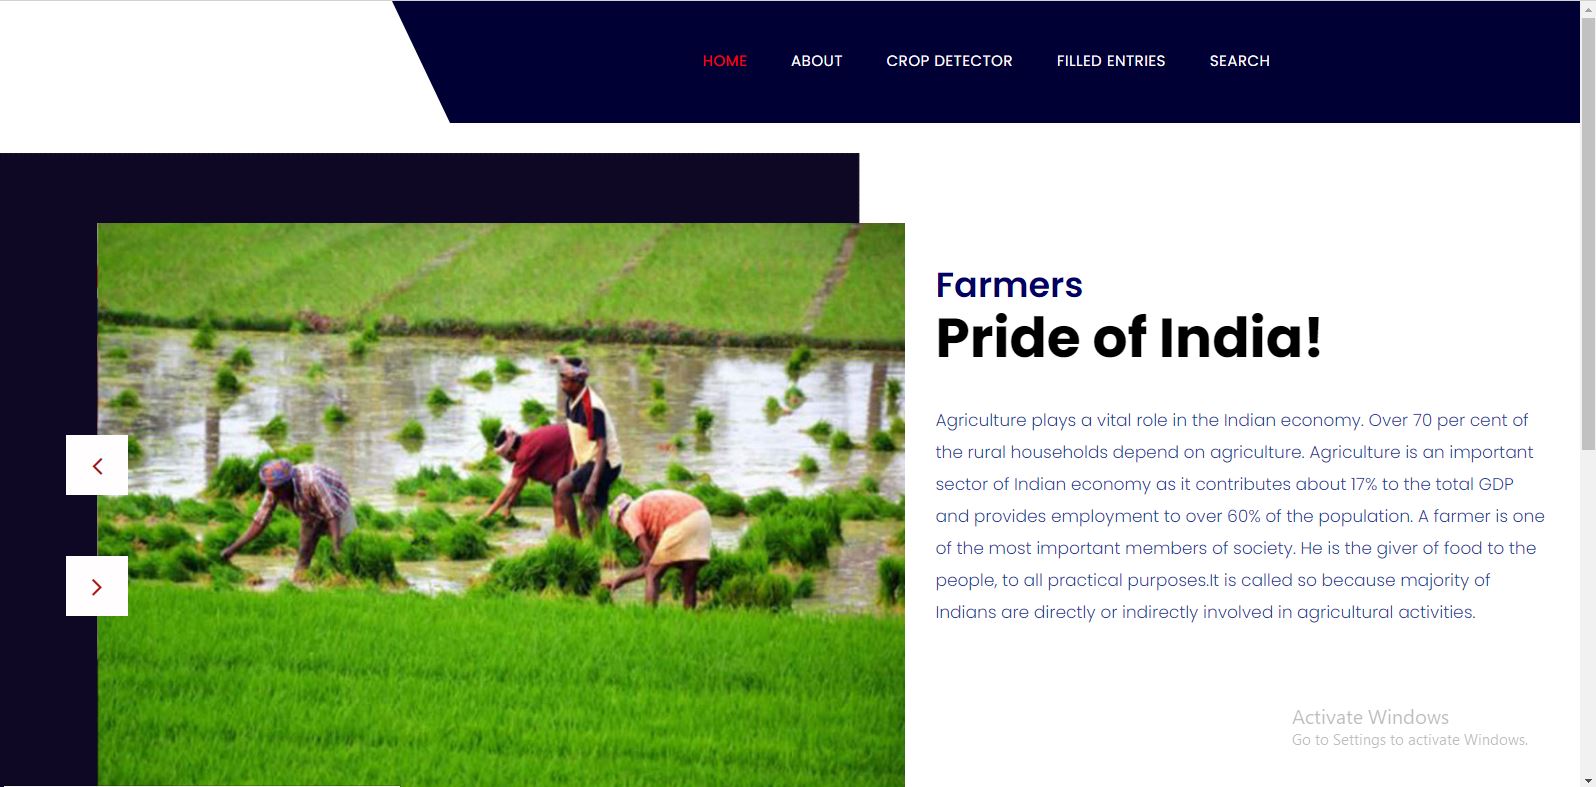 HOME ABOUT CROP DETECTOR FILLED ENTRIES SEARCH
Farmers
Pride of India!
Agriculture plays a vital role in the Indian economy. Over 70 per cent of
the rural households depend on agriculture. Agriculture is an important
sector of Indian economy as it contributes about 17% to the total GDP
and provides employment to over 60% of the population. A farmer is one
of the most important members of society. He is the giver of food to the
people, to all practical purposes.It is called so because majority of
Indians are directly or indirectly involved in agricultural activities.
Activate Windows
Go to Settings to activate Windows.